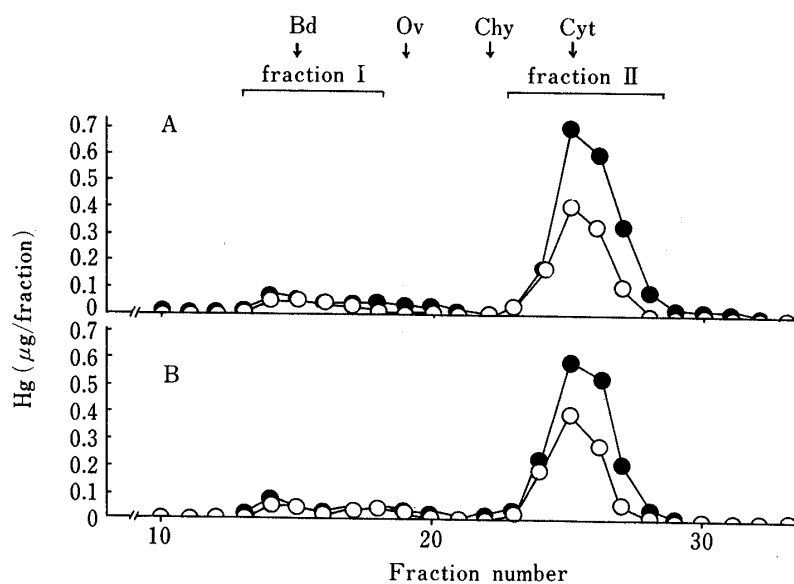 Bd Ov Chy Cyt
fraction I fraction II
A
0.7
0.6
0.5
0.4
0.3
0.2
0.1
0
B
0.7
0.6
0.5
0.4
0.3
0.2
0.1
0
Hg (μg/fraction)
10 20 30
Fraction number